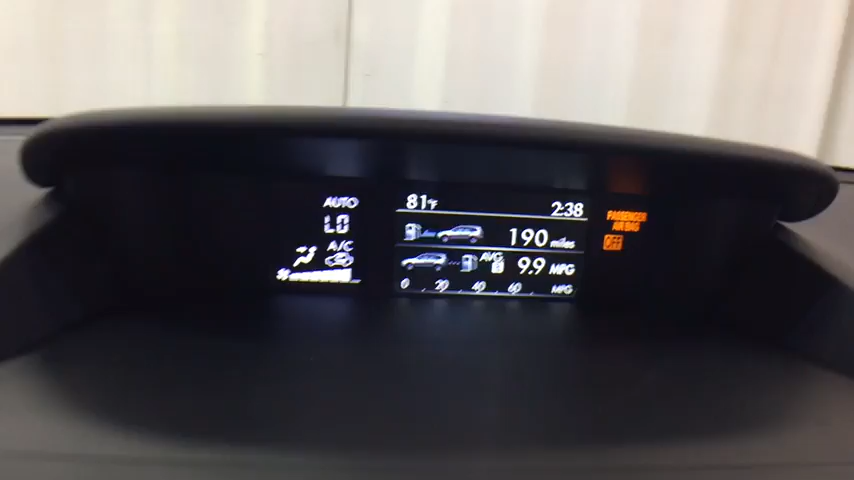 AUTO
LO
A/C
81°F
2:38
190 miles
AVG
B
9.9 MPG
0 20 40 60 MPG
PASSENGER
AIR BAG
OFF